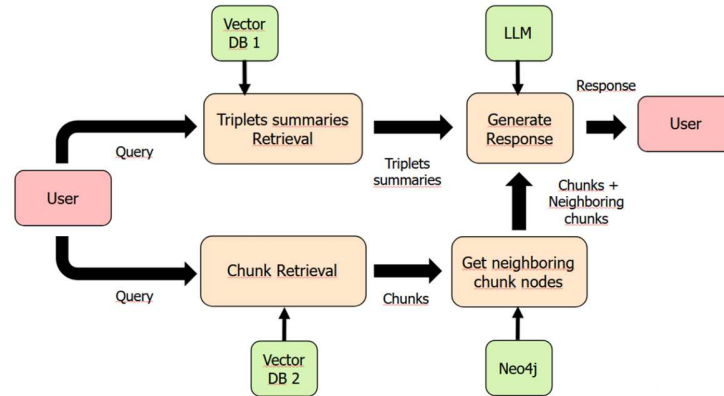 Vector
DB 1
LLM
Triplets summaries
Retrieval
Generate
Response
Response
User
Query
Triplets
summaries
User
Chunks +
Neighboring
chunks
Chunk Retrieval
Get neighboring
chunk nodes
Query
Chunks
Vector
DB 2
Neo4j